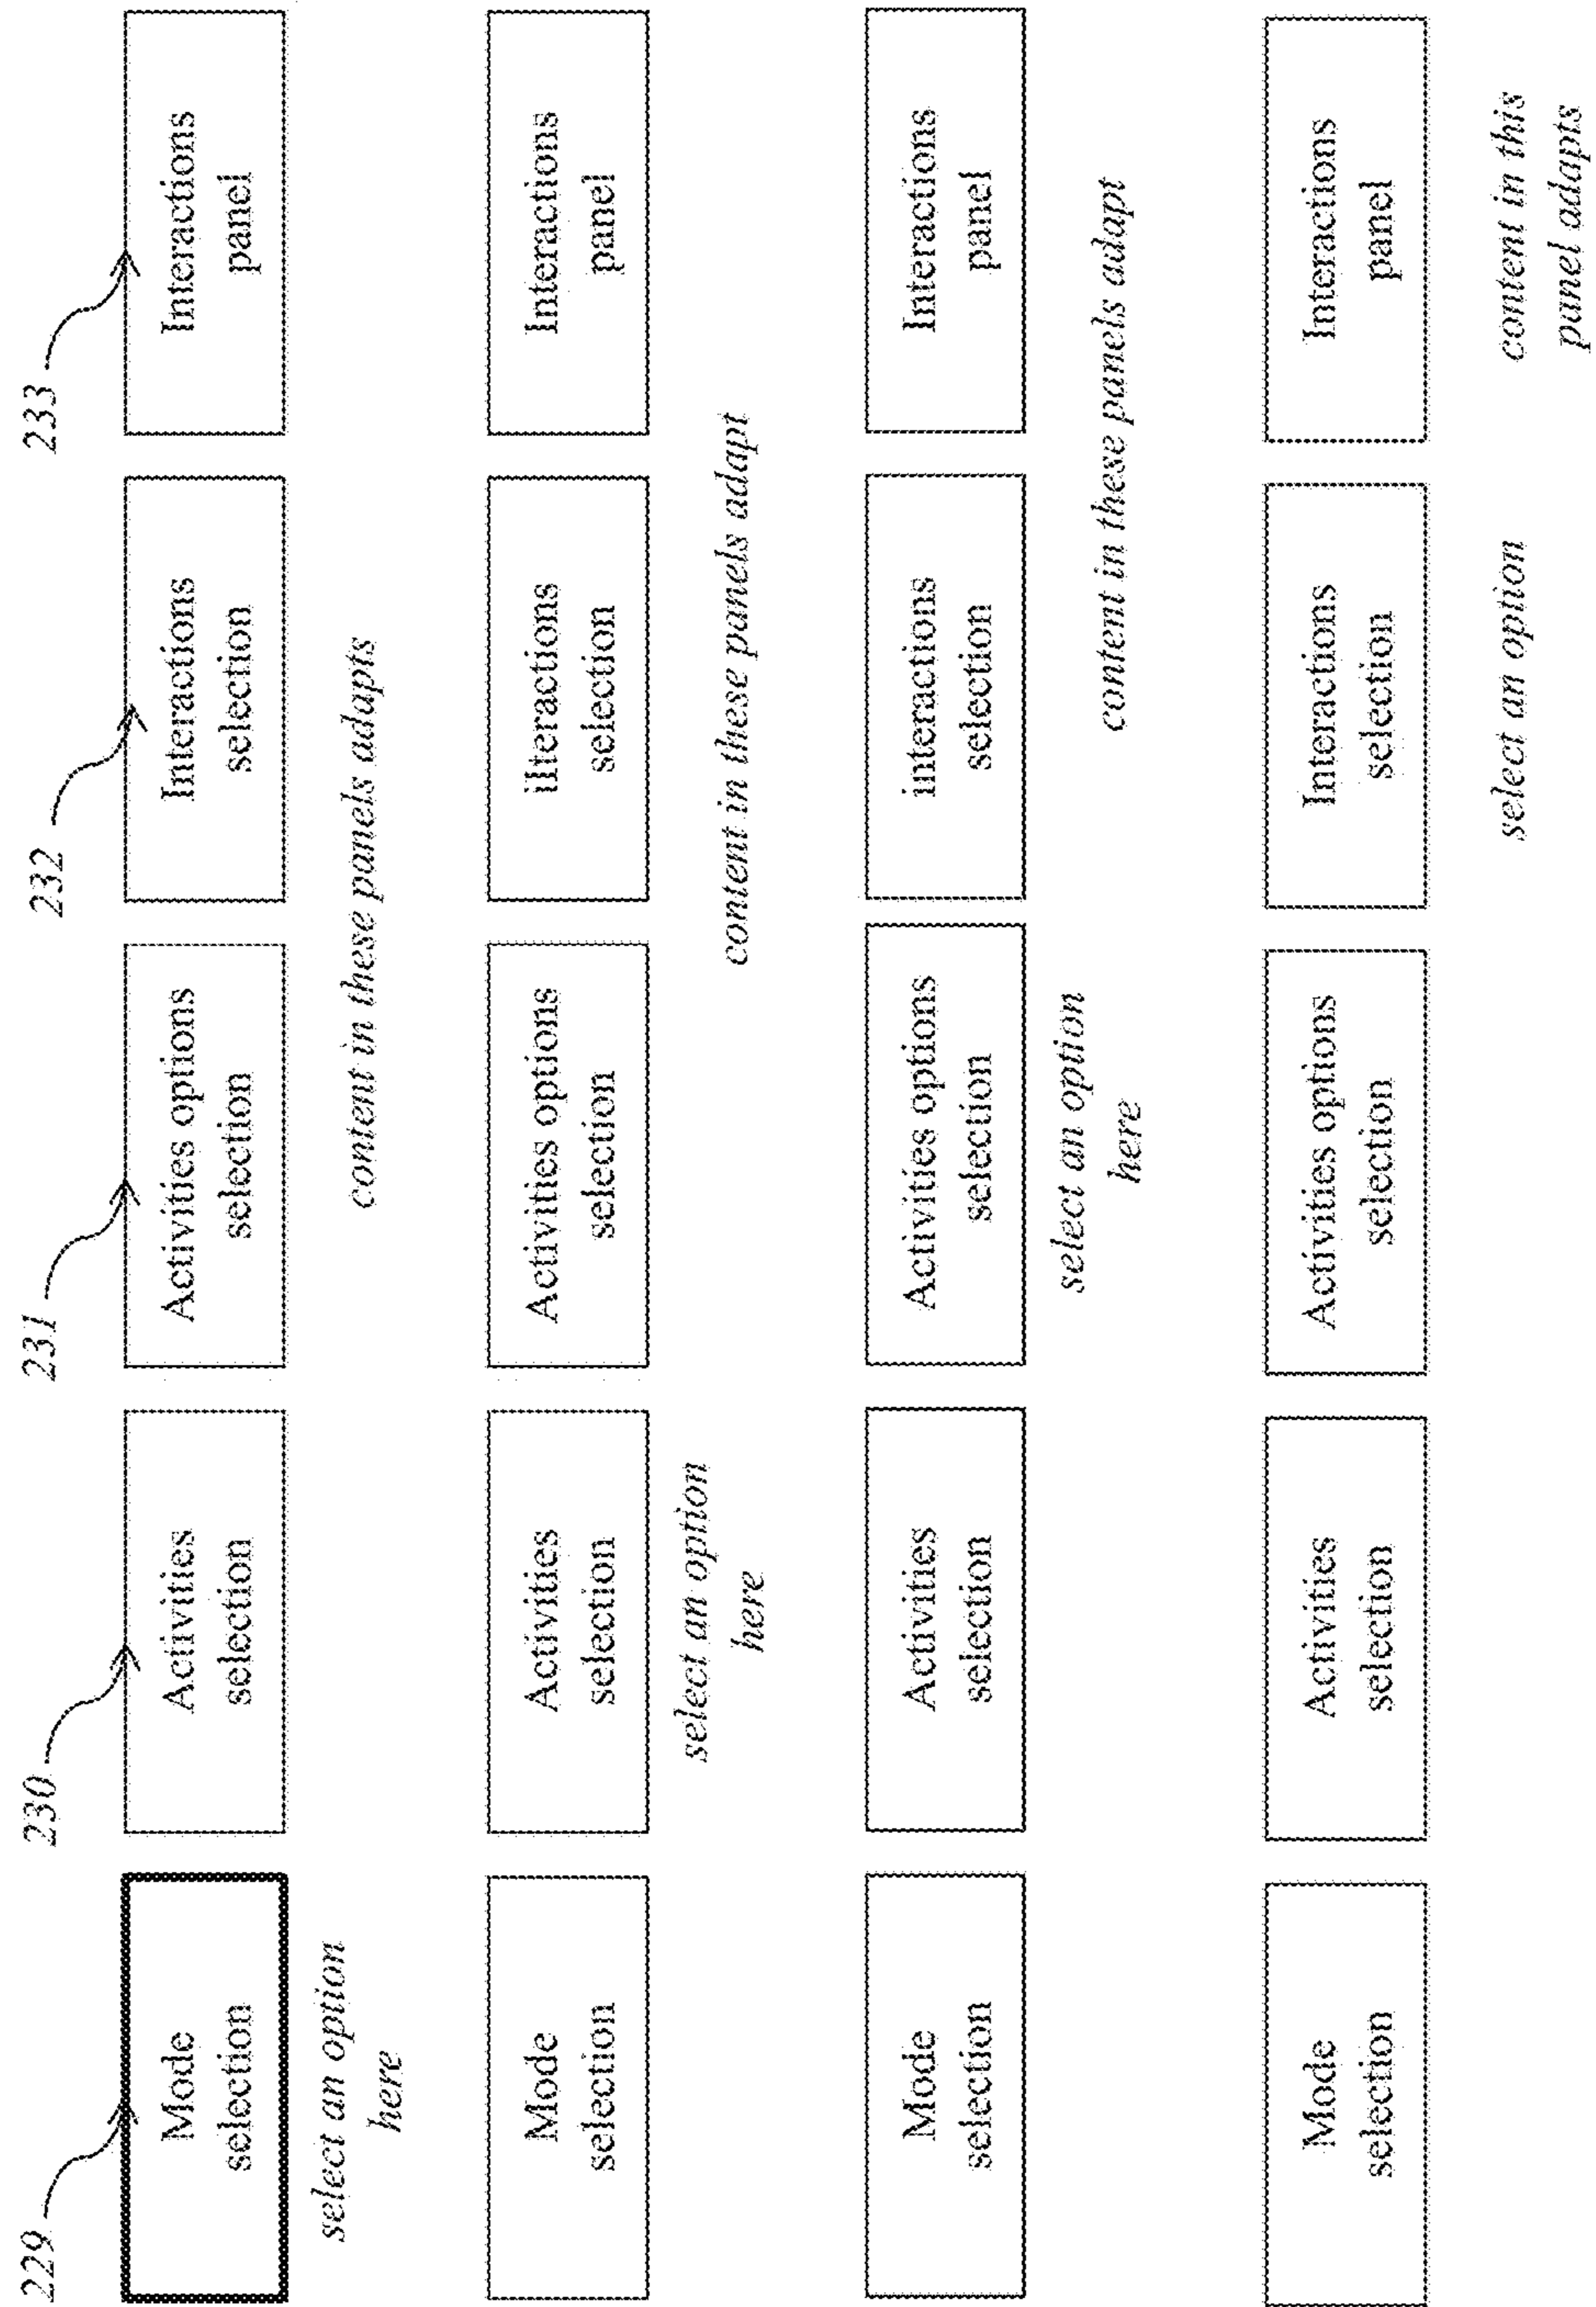 229
230
231
232
233
Mode
selection
Activities
selection
Activities options
selection
Interactions
selection
Interactions
panel
select an option
here
content in these panels adapts
Mode
selection
Activities
selection
Activities options
selection
iIteractions
selection
Interactions
panel
select an option
here
content in these panels adapt
Mode
selection
Activities
selection
Activities options
selection
interactions
selection
Interactions
panel
select an option
here
content in these panels adapt
Mode
selection
Activities
selection
Activities options
selection
Interactions
selection
Interactions
panel
select an option
content in this
panel adapts